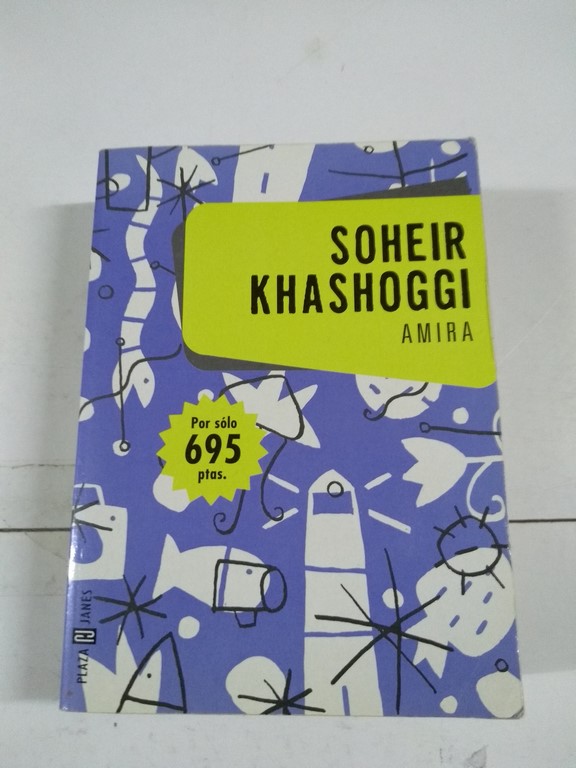 SOHEIR
KHASHOGGI
AMIRA
Por sólo
695
ptas.
PLAZA JANES